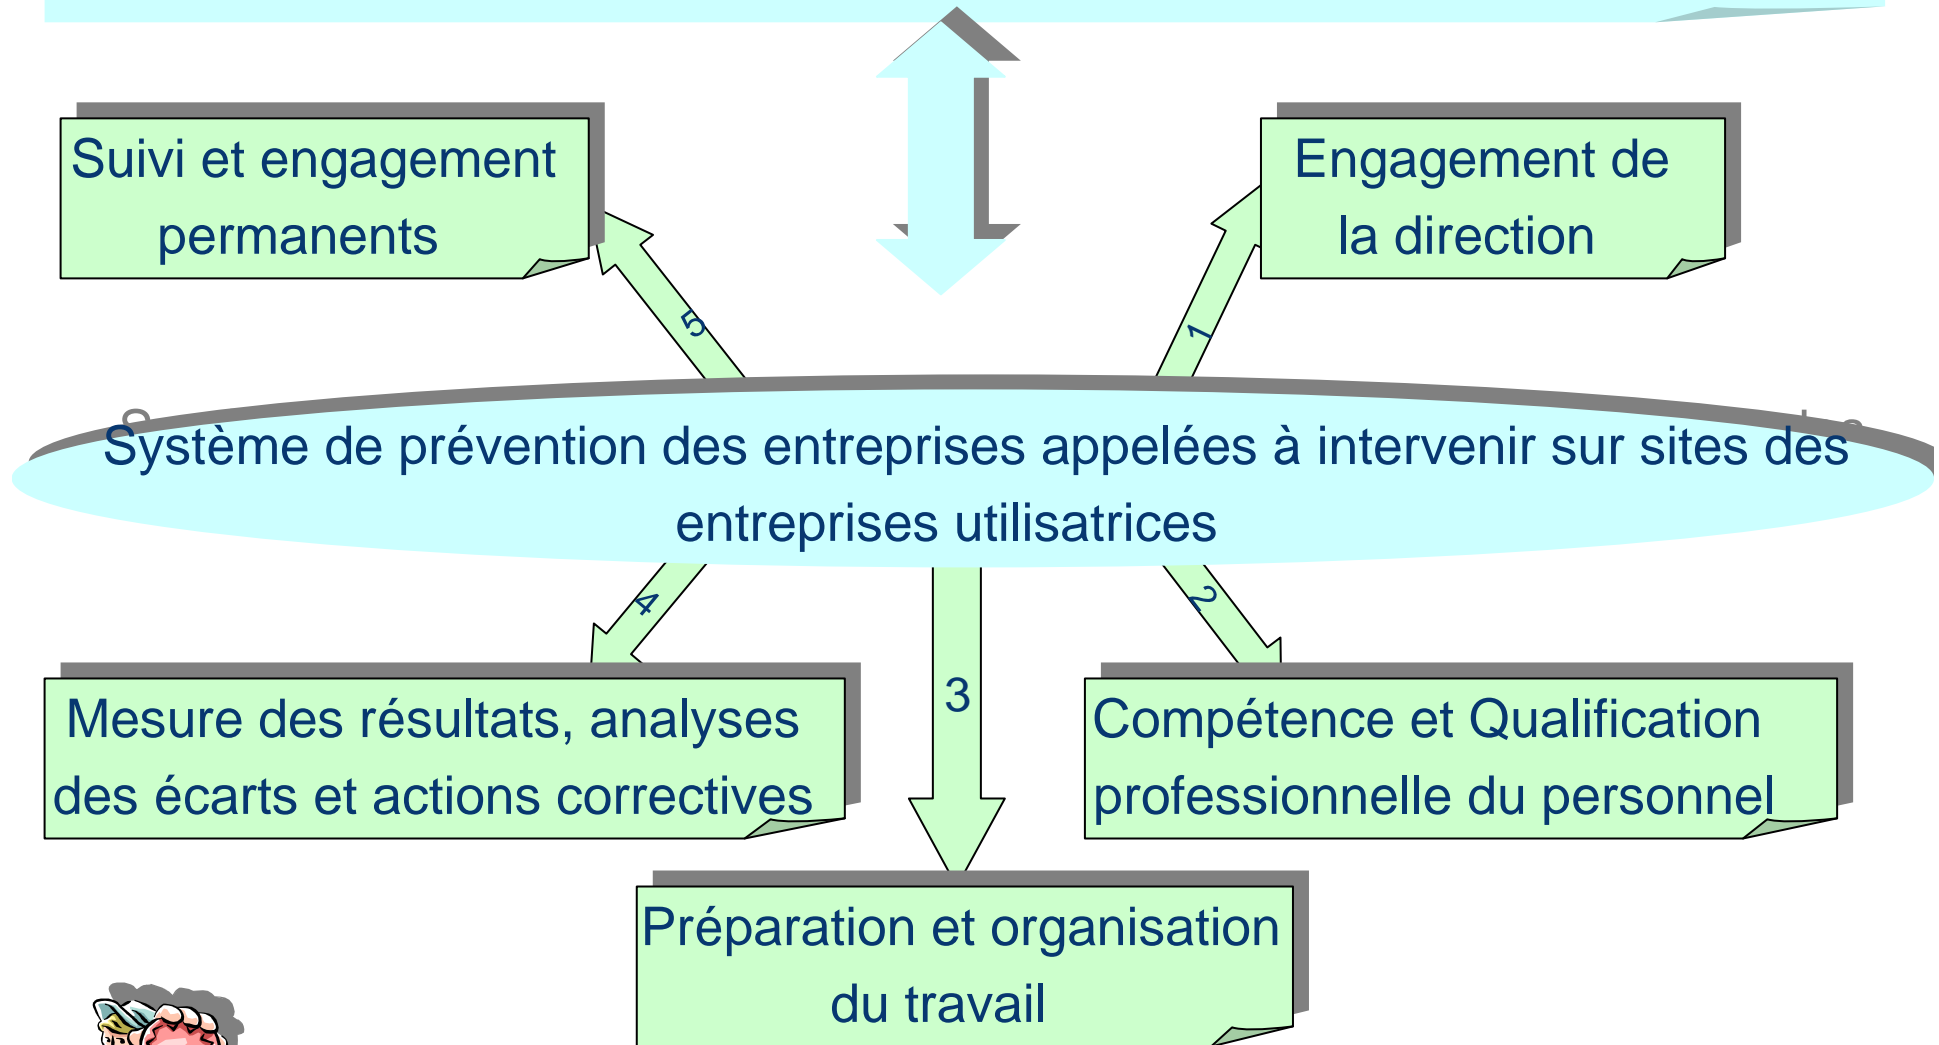 Suivi et engagement
permanents
Engagement de
la direction
5
1
Système de prévention des entreprises appelées à intervenir sur sites des
entreprises utilisatrices
4
2
3
Mesure des résultats, analyses
des écarts et actions correctives
Compétence et Qualification
professionnelle du personnel
Préparation et organisation
du travail